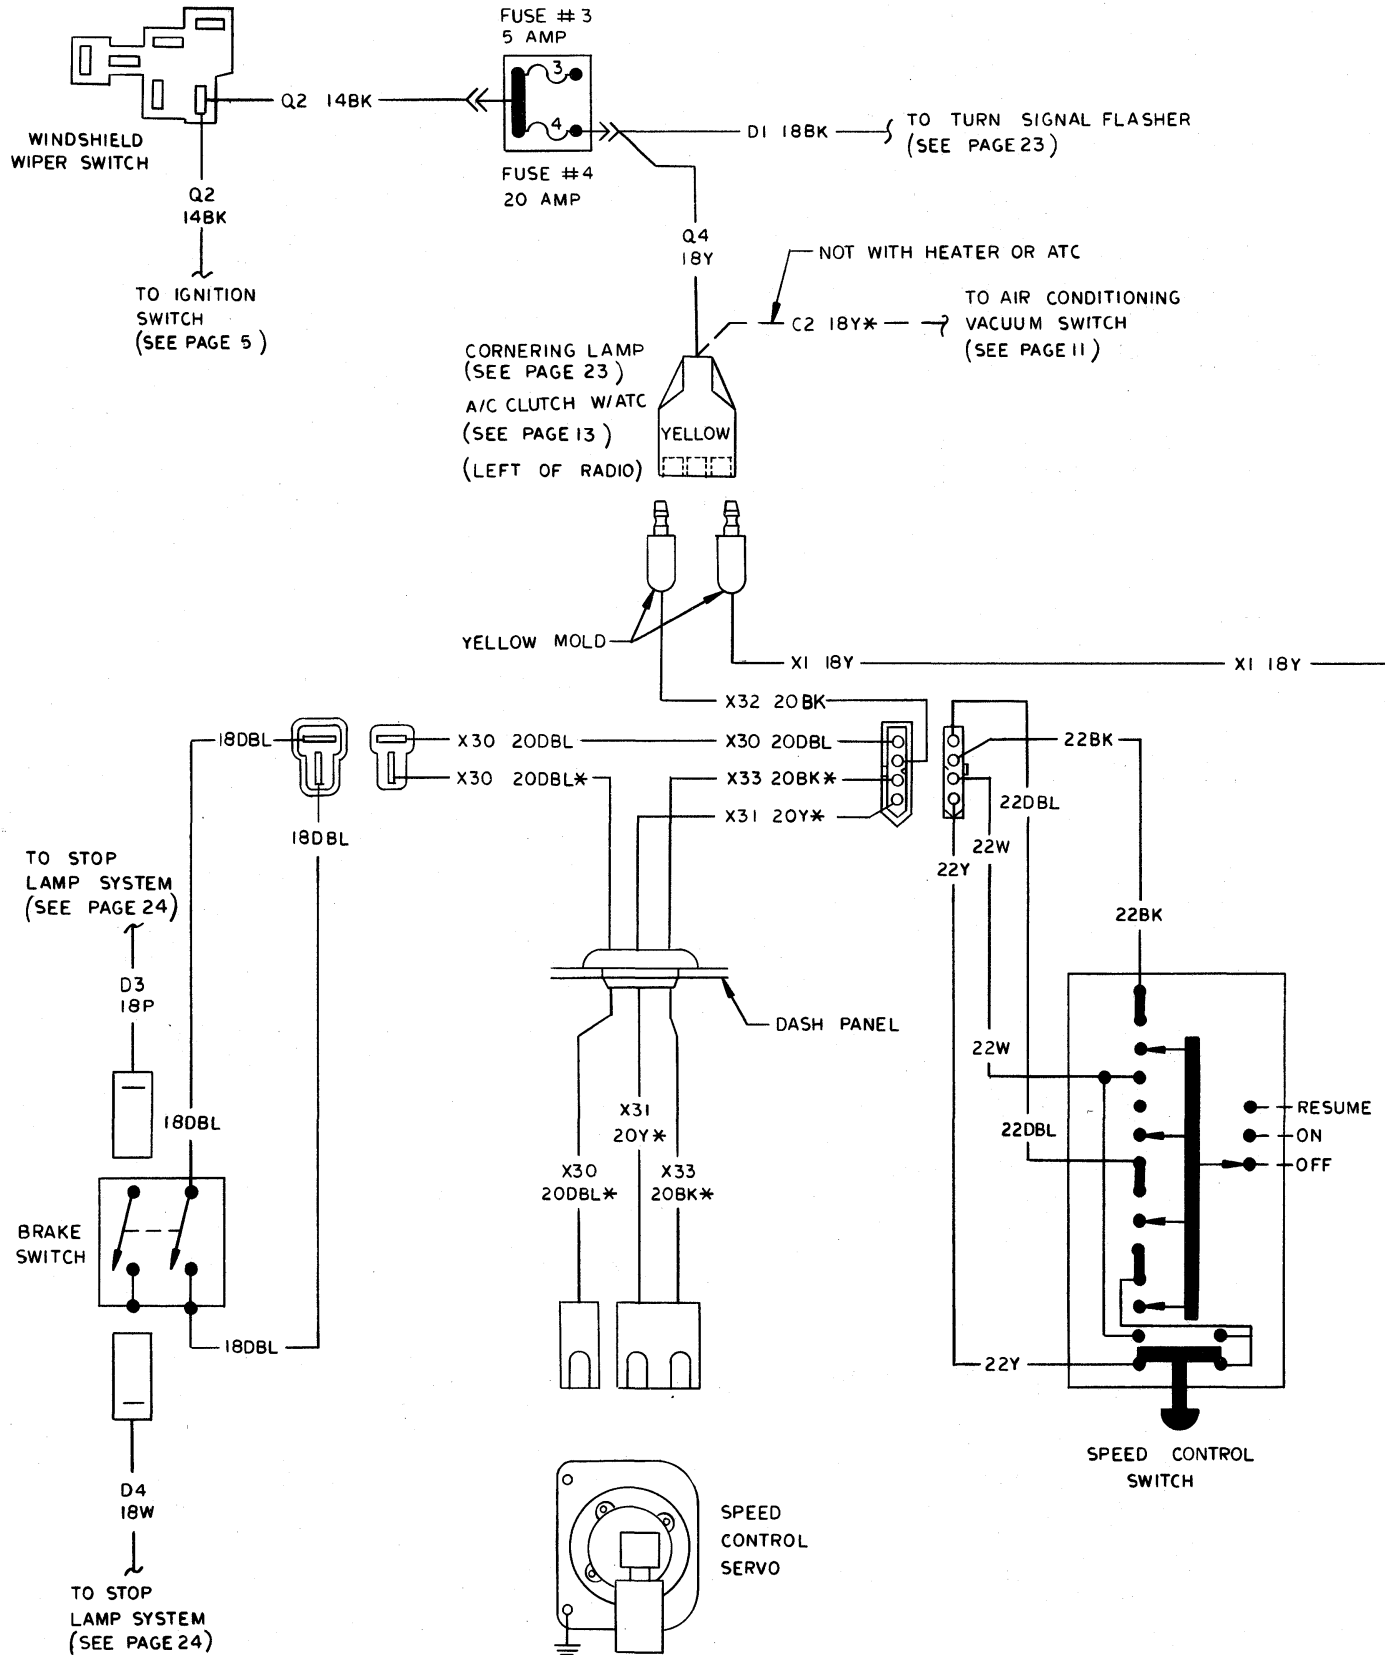 FUSE #3
5 AMP
3
Q2 14BK
4
D1 18BK
TO TURN SIGNAL FLASHER
(SEE PAGE 23)
WINDSHIELD
WIPER SWITCH
FUSE #4
20 AMP
Q2
14BK
Q4
18Y
NOT WITH HEATER OR ATC
TO IGNITION
SWITCH
(SEE PAGE 5)
C2 18Y*
TO AIR CONDITIONING
VACUUM SWITCH
(SEE PAGE 11)
CORNERING LAMP
(SEE PAGE 23)
A/C CLUTCH W/ATC
(SEE PAGE 13)
(LEFT OF RADIO)
YELLOW
YELLOW MOLD
X1 18Y
X1 18Y
X32 20BK
18DBL
X30 20DBL
X30 20DBL
22BK
X30 20DBL*
X33 20BK*
X31 20Y*
22DBL
18DBL
22W
22Y
TO STOP
LAMP SYSTEM
(SEE PAGE 24)
22BK
D3
18P
DASH PANEL
22W
18DBL
X31
20Y*
22DBL
RESUME
ON
OFF
X30
20DBL*
X33
20BK*
BRAKE
SWITCH
18DBL
22Y
SPEED CONTROL
SWITCH
D4
18W
SPEED
CONTROL
SERVO
TO STOP
LAMP SYSTEM
(SEE PAGE 24)